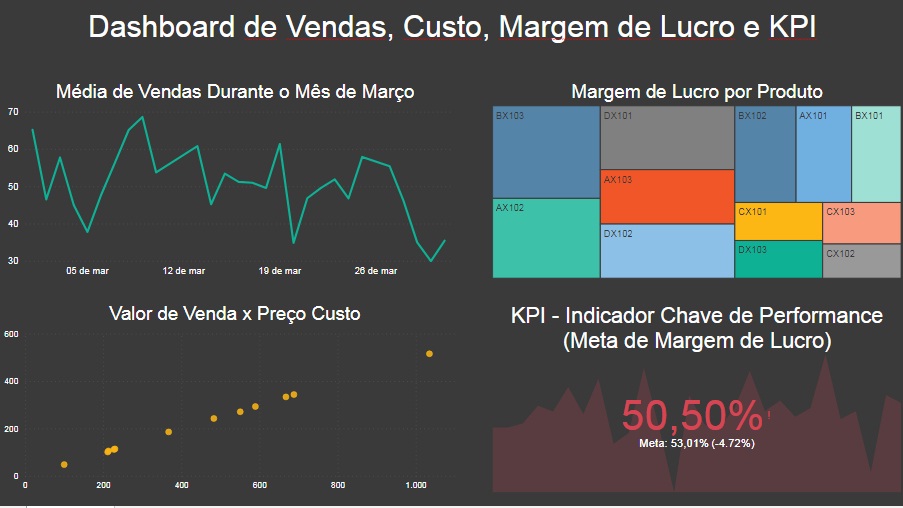 Dashboard de Vendas, Custo, Margem de Lucro e KPI
Média de Vendas Durante o Mês de Março
70
60
50
40
30
05 de mar
12 de mar
19 de mar
26 de mar
Margem de Lucro por Produto
BX103
DX101
BX102
AX101
BX101
AX103
AX102
CX101
CX103
DX102
DX103
CX102
Valor de Venda x Preço Custo
600
400
200
0
0
200
400
600
800
1.000
KPI - Indicador Chave de Performance
(Meta de Margem de Lucro)
50,50%
Meta: 53,01% (-4.72%)